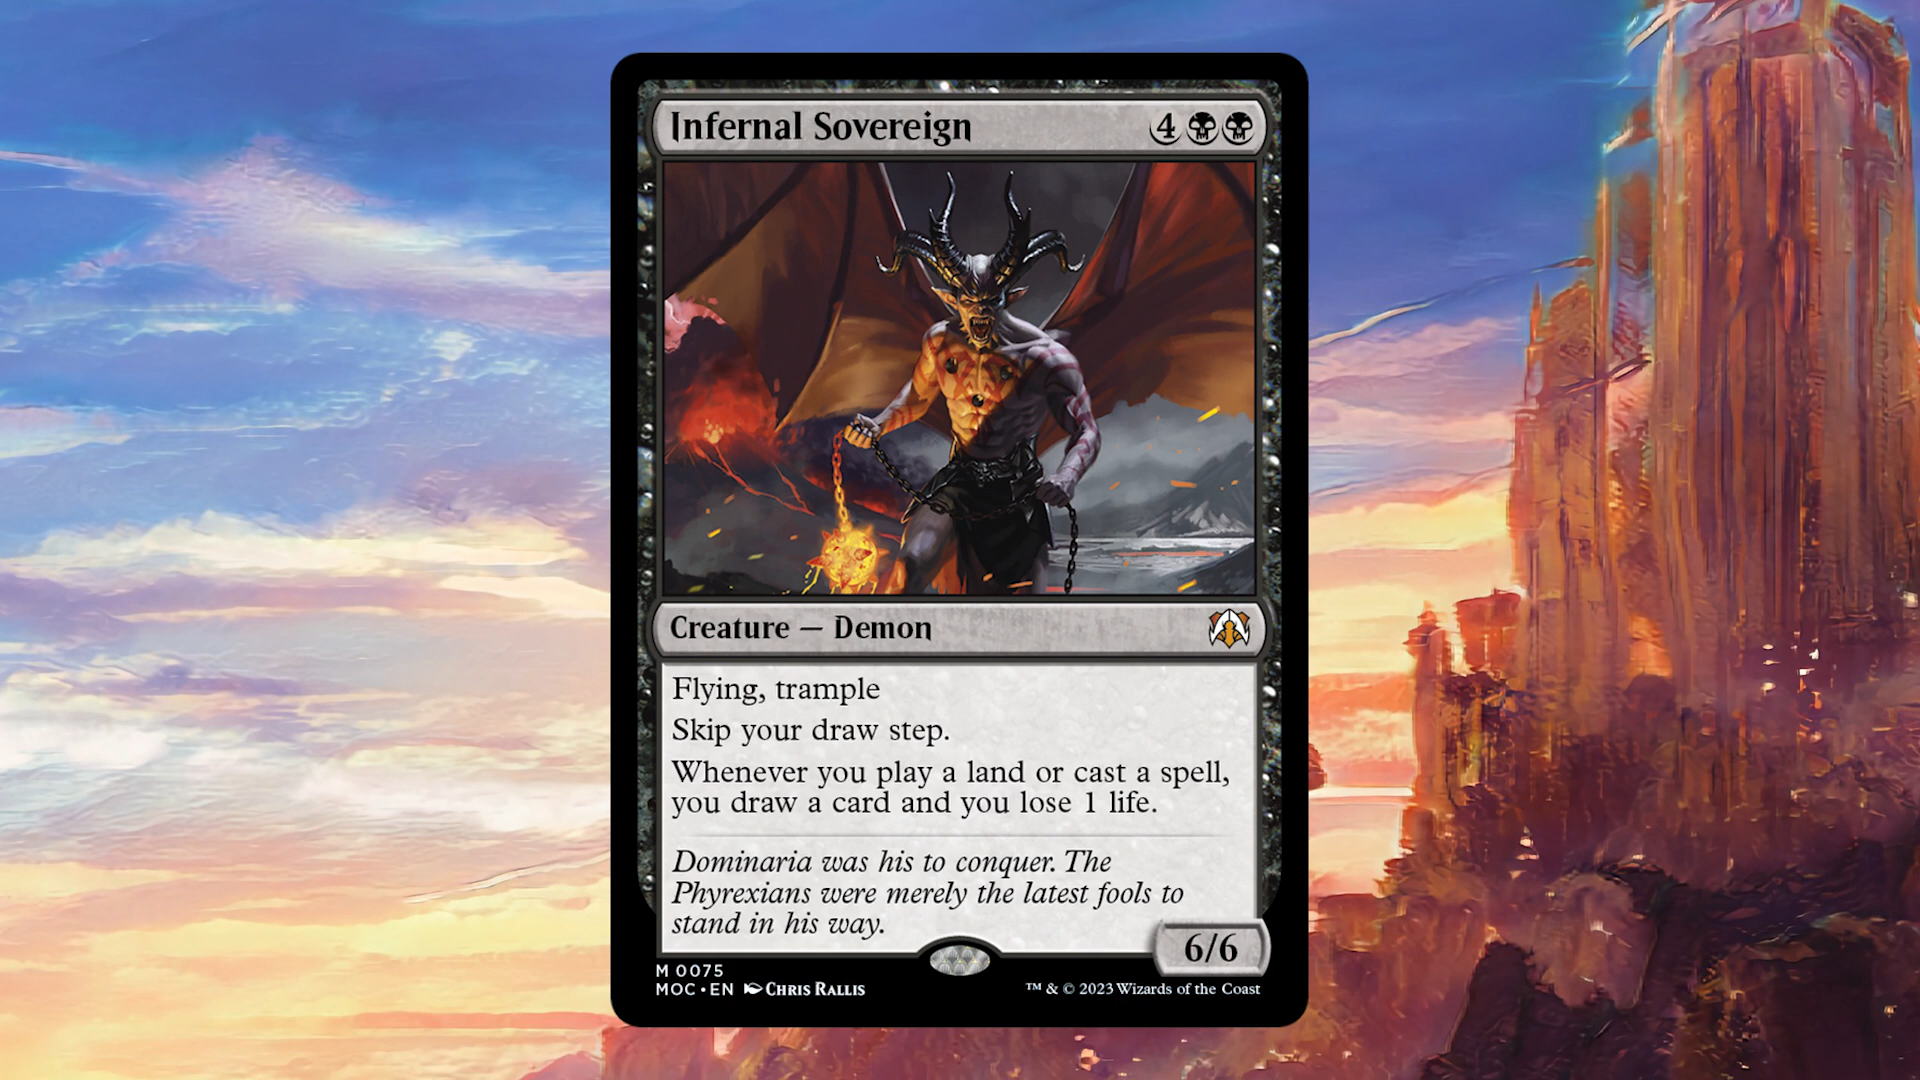 Infernal Sovereign 4
Creature — Demon
Flying, trample
Skip your draw step.
Whenever you play a land or cast a spell,
you draw a card and you lose 1 life.
Dominaria was his to conquer. The
Phyrexians were merely the latest fools to
stand in his way.
6/6
M 0075
MOC • EN CHRIS RALLIS
™ & © 2023 Wizards of the Coast